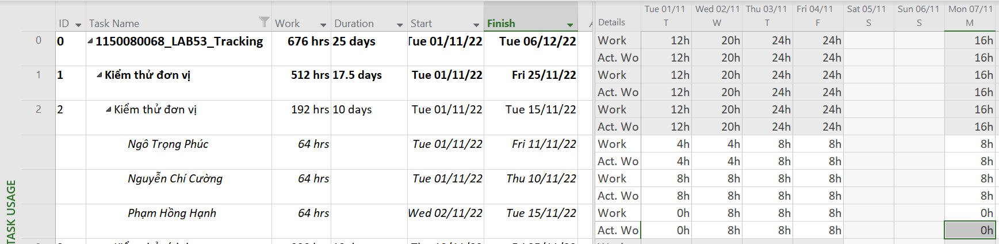 Tue 01/11 Wed 02/11 Thu 03/11 Fri 04/11 Sat 05/11 Sun 06/11 Mon 07/11
ID Task Name Work Duration Start Finish A Details T W T F S S M
0 0 1150080068_LAB53_Tracking 676 hrs 25 days Tue 01/11/22 Tue 06/12/22 Work 12h 20h 24h 24h 16h
Act. Wo 12h 20h 24h 24h 16h
1 1 Kiểm thử đơn vị 512 hrs 17.5 days Tue 01/11/22 Fri 25/11/22 Work 12h 20h 24h 24h 16h
Act. Wo 12h 20h 24h 24h 16h
2 2 Kiểm thử đơn vị 192 hrs 10 days Tue 01/11/22 Tue 15/11/22 Work 12h 20h 24h 24h 16h
Act. Wo 12h 20h 24h 24h 16h
Ngô Trọng Phúc 64 hrs Tue 01/11/22 Fri 11/11/22 Work 4h 4h 8h 8h 8h
Act. Wo 4h 4h 8h 8h 8h
Nguyễn Chí Cường 64 hrs Tue 01/11/22 Thu 10/11/22 Work 8h 8h 8h 8h 8h
Act. Wo 8h 8h 8h 8h 8h
Phạm Hồng Hạnh 64 hrs Wed 02/11/22 Tue 15/11/22 Work 0h 8h 8h 8h 0h
Act. Wo 0h 8h 8h 8h 0h
TASK USAGE